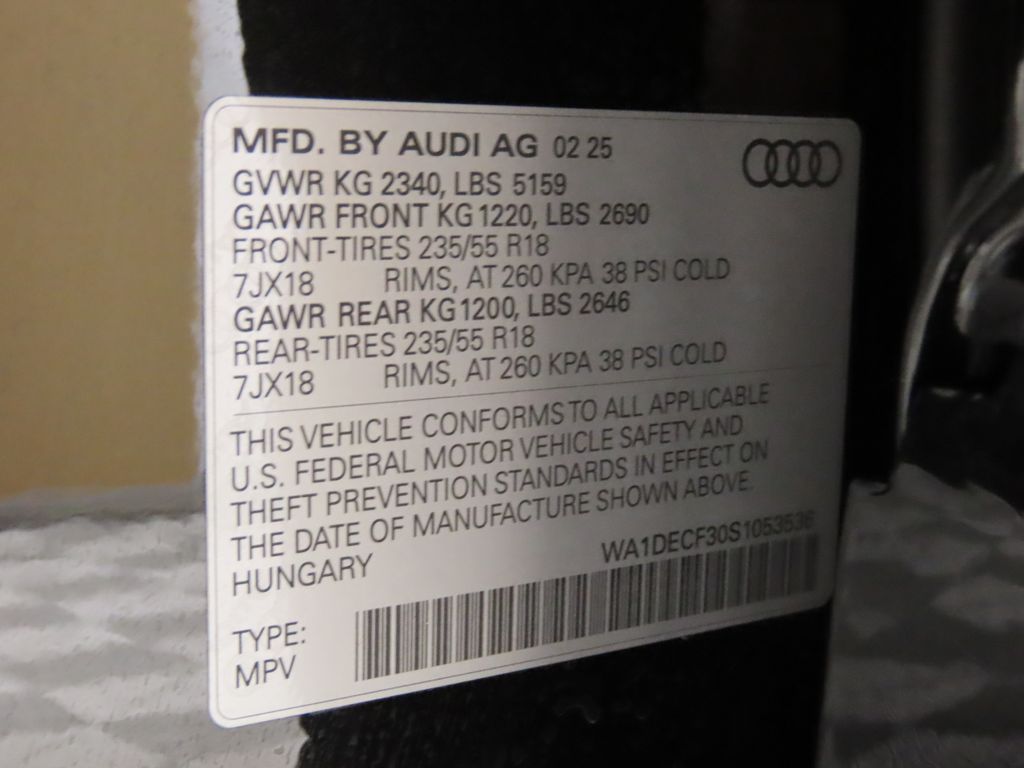 MFD. BY AUDI AG 02 25
GVWR KG 2340, LBS 5159
GAWR FRONT KG 1220, LBS 2690
FRONT-TIRES 235/55 R18
7JX18 RIMS, AT 260 KPA 38 PSI COLD
GAWR REAR KG 1200, LBS 2646
REAR-TIRES 235/55 R18
7JX18 RIMS, AT 260 KPA 38 PSI COLD
THIS VEHICLE CONFORMS TO ALL APPLICABLE
U.S. FEDERAL MOTOR VEHICLE SAFETY AND
THEFT PREVENTION STANDARDS IN EFFECT ON
THE DATE OF MANUFACTURE SHOWN ABOVE.
HUNGARY
WA1DECF30S1053536
TYPE:
MPV